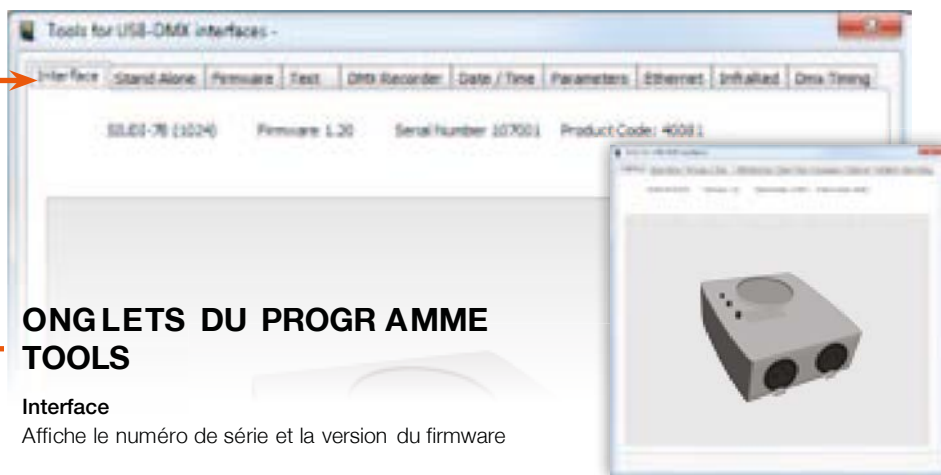 Tools for USB-DMX interfaces -
Interface Stand Alone Firmware Test DMX Recorder Date / Time Parameters Ethernet InfraRed Dmx Timing
Firmware 1.20 Serial Number 107001 Product Code: 40081
ONGLETS DU PROGRAMME
TOOLS
Interface
Affiche le numéro de série et la version du firmware